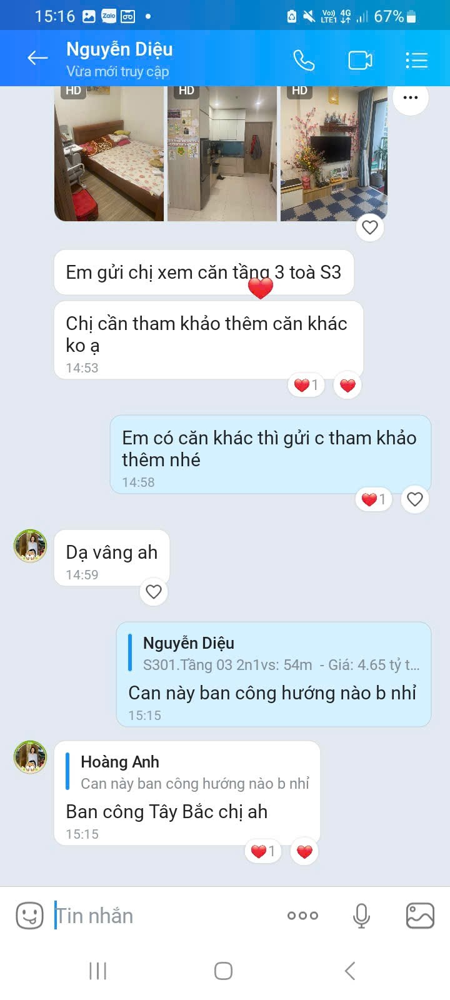 15:16 Zalo Vo)) 4G LTE1 67%
Nguyễn Diệu
Vừa mới truy cập
HD HD HD
Em gửi chị xem căn tầng 3 toà S3
Chị cần tham khảo thêm căn khác
ko ạ
14:53
1
Em có căn khác thì gửi c tham khảo
thêm nhé
14:58
1
Dạ vâng ah
14:59
Nguyễn Diệu
S301.Tầng 03 2n1vs: 54m - Giá: 4.65 tỷ t...
Can này ban công hướng nào b nhỉ
15:15
Hoàng Anh
Can này ban công hướng nào b nhỉ
Ban công Tây Bắc chị ah
15:15
1
Tin nhắn